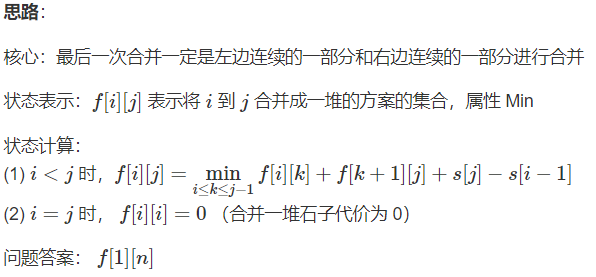 思路:
核心：最后一次合并一定是左边连续的一部分和右边连续的一部分进行合并
状态表示：f[i][j] 表示将 i 到 j 合并成一堆的方案的集合，属性 Min
状态计算：
(1) i < j 时，f[i][j] = min_{i≤k≤j−1} f[i][k] + f[k + 1][j] + s[j] − s[i − 1]
(2) i = j 时， f[i][i] = 0 （合并一堆石子代价为 0）
问题答案： f[1][n]